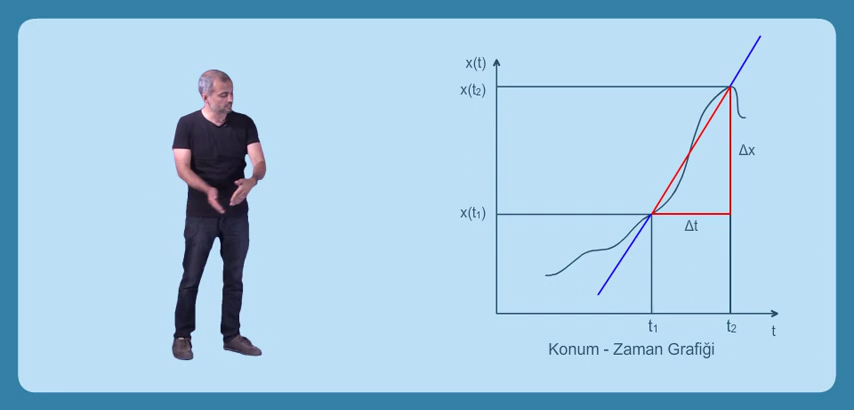 x(t)
x(t₂)
Δx
x(t₁)
Δt
t₁
t₂
t
Konum - Zaman Grafiği